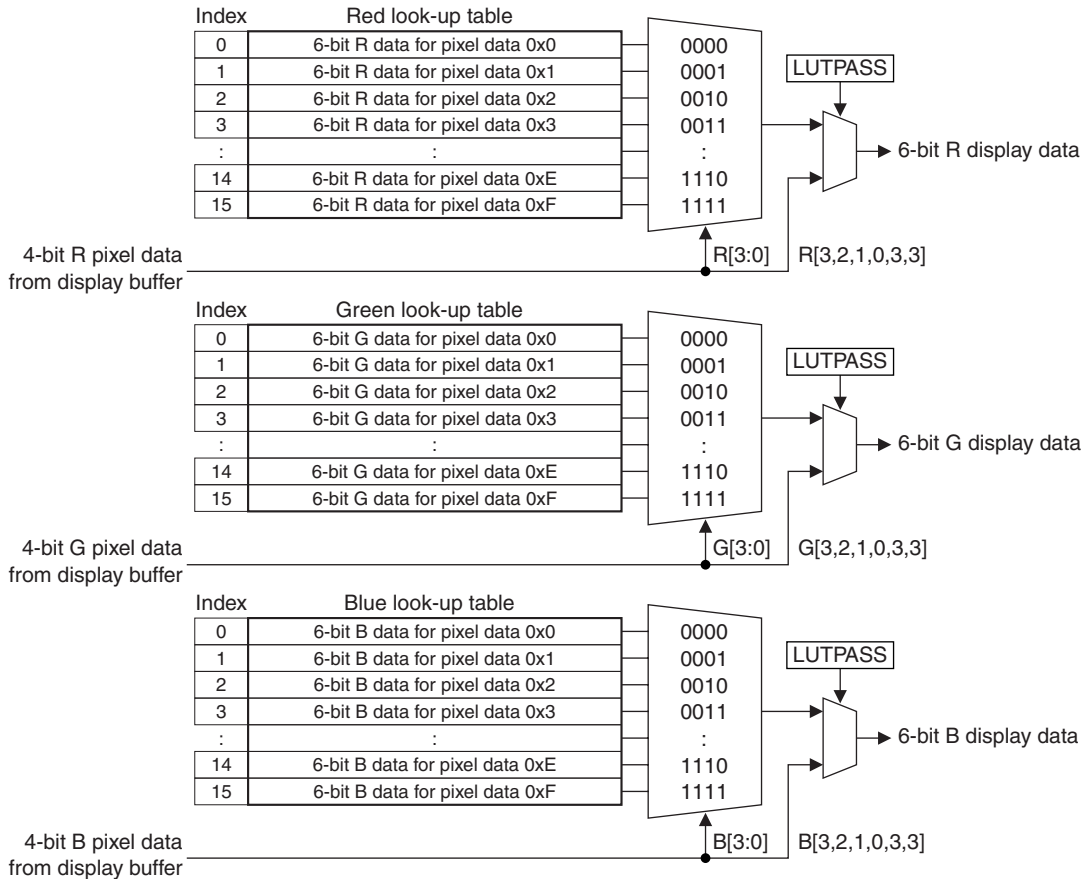 Index Red look-up table
0 6-bit R data for pixel data 0x0 0000
1 6-bit R data for pixel data 0x1 0001 LUTPASS
2 6-bit R data for pixel data 0x2 0010
3 6-bit R data for pixel data 0x3 0011
: : : 6-bit R display data
14 6-bit R data for pixel data 0xE 1110
15 6-bit R data for pixel data 0xF 1111
4-bit R pixel data R[3:0] R[3,2,1,0,3,3]
from display buffer
Index Green look-up table
0 6-bit G data for pixel data 0x0 0000
1 6-bit G data for pixel data 0x1 0001 LUTPASS
2 6-bit G data for pixel data 0x2 0010
3 6-bit G data for pixel data 0x3 0011
: : : 6-bit G display data
14 6-bit G data for pixel data 0xE 1110
15 6-bit G data for pixel data 0xF 1111
4-bit G pixel data G[3:0] G[3,2,1,0,3,3]
from display buffer
Index Blue look-up table
0 6-bit B data for pixel data 0x0 0000
1 6-bit B data for pixel data 0x1 0001 LUTPASS
2 6-bit B data for pixel data 0x2 0010
3 6-bit B data for pixel data 0x3 0011
: : : 6-bit B display data
14 6-bit B data for pixel data 0xE 1110
15 6-bit B data for pixel data 0xF 1111
4-bit B pixel data B[3:0] B[3,2,1,0,3,3]
from display buffer